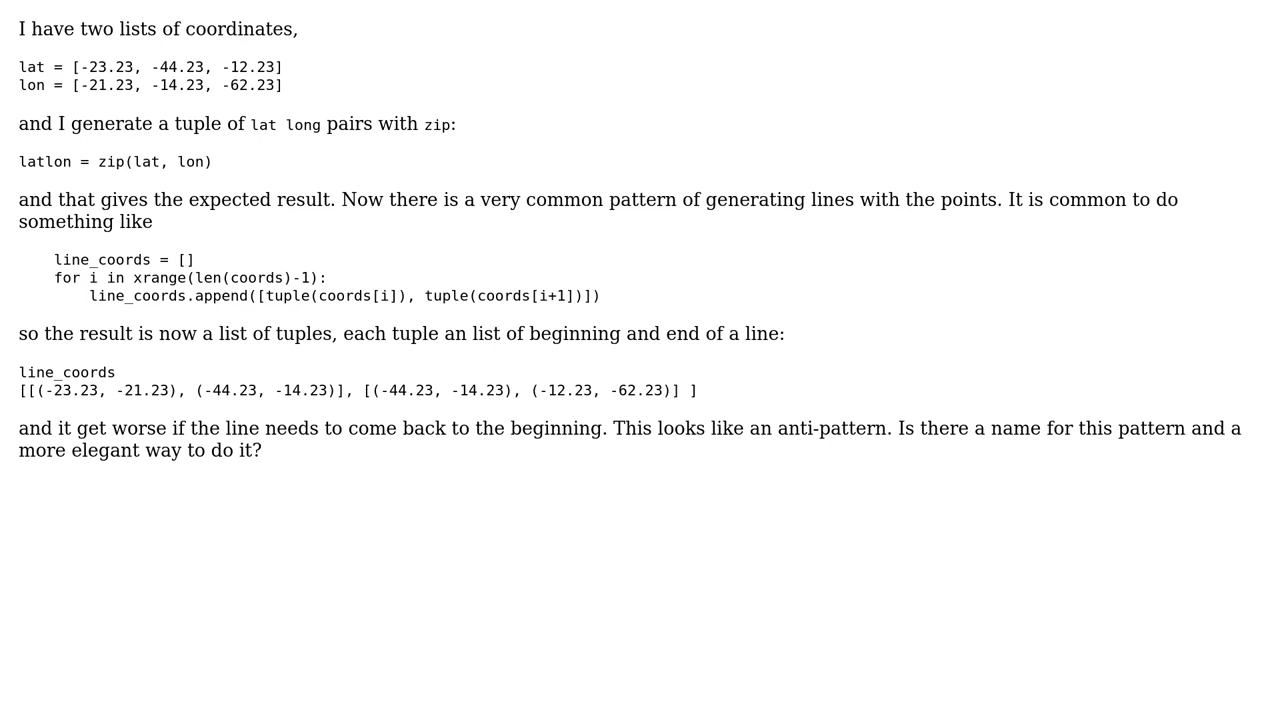 I have two lists of coordinates,
lat = [-23.23, -44.23, -12.23]
lon = [-21.23, -14.23, -62.23]
and I generate a tuple of lat long pairs with zip:
latlon = zip(lat, lon)
and that gives the expected result. Now there is a very common pattern of generating lines with the points. It is common to do
something like
    line_coords = []
    for i in xrange(len(coords)-1):
        line_coords.append([tuple(coords[i]), tuple(coords[i+1])])
so the result is now a list of tuples, each tuple an list of beginning and end of a line:
line_coords
[[(-23.23, -21.23), (-44.23, -14.23)], [(-44.23, -14.23), (-12.23, -62.23)] ]
and it get worse if the line needs to come back to the beginning. This looks like an anti-pattern. Is there a name for this pattern and a
more elegant way to do it?